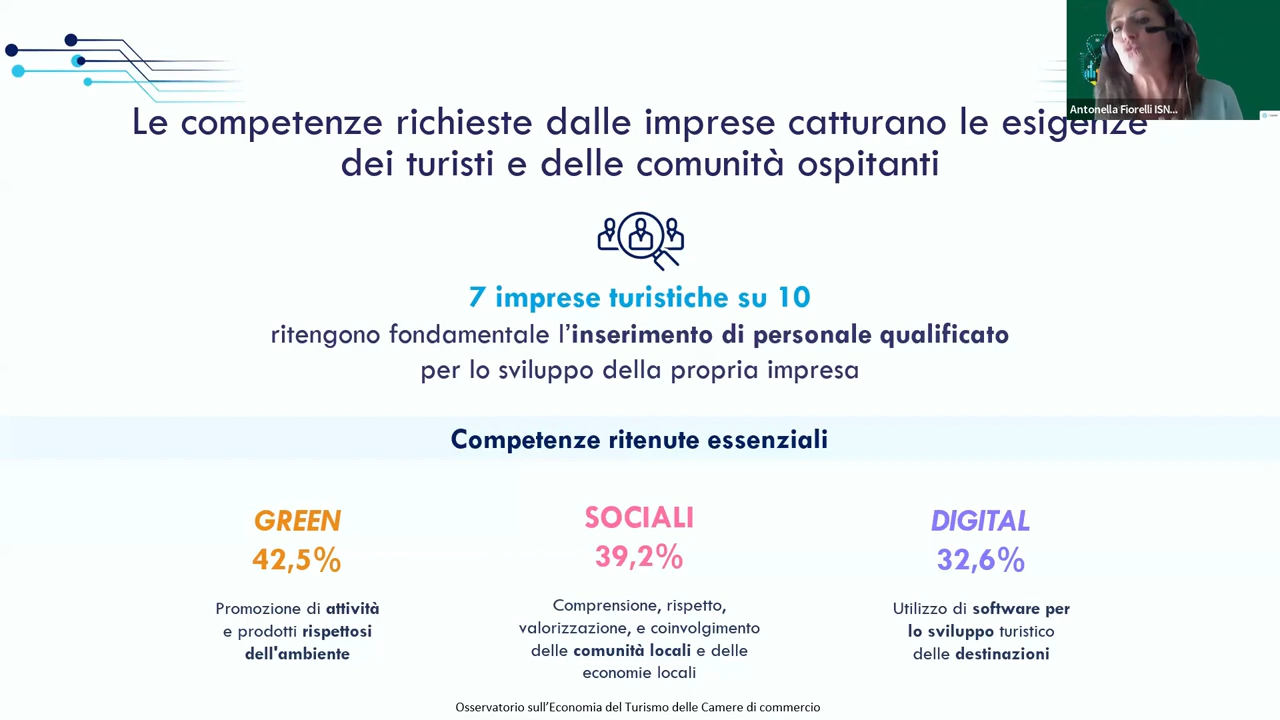 Antonella Fiorelli ISN...
Le competenze richieste dalle imprese catturano le esigenze
dei turisti e delle comunità ospitanti
7 imprese turistiche su 10
ritengono fondamentale l'inserimento di personale qualificato
per lo sviluppo della propria impresa
Competenze ritenute essenziali
GREEN
42,5%
Promozione di attività
e prodotti rispettosi
dell'ambiente
SOCIALI
39,2%
Comprensione, rispetto,
valorizzazione, e coinvolgimento
delle comunità locali e delle
economie locali
DIGITAL
32,6%
Utilizzo di software per
lo sviluppo turistico
delle destinazioni
Osservatorio sull'Economia del Turismo delle Camere di commercio